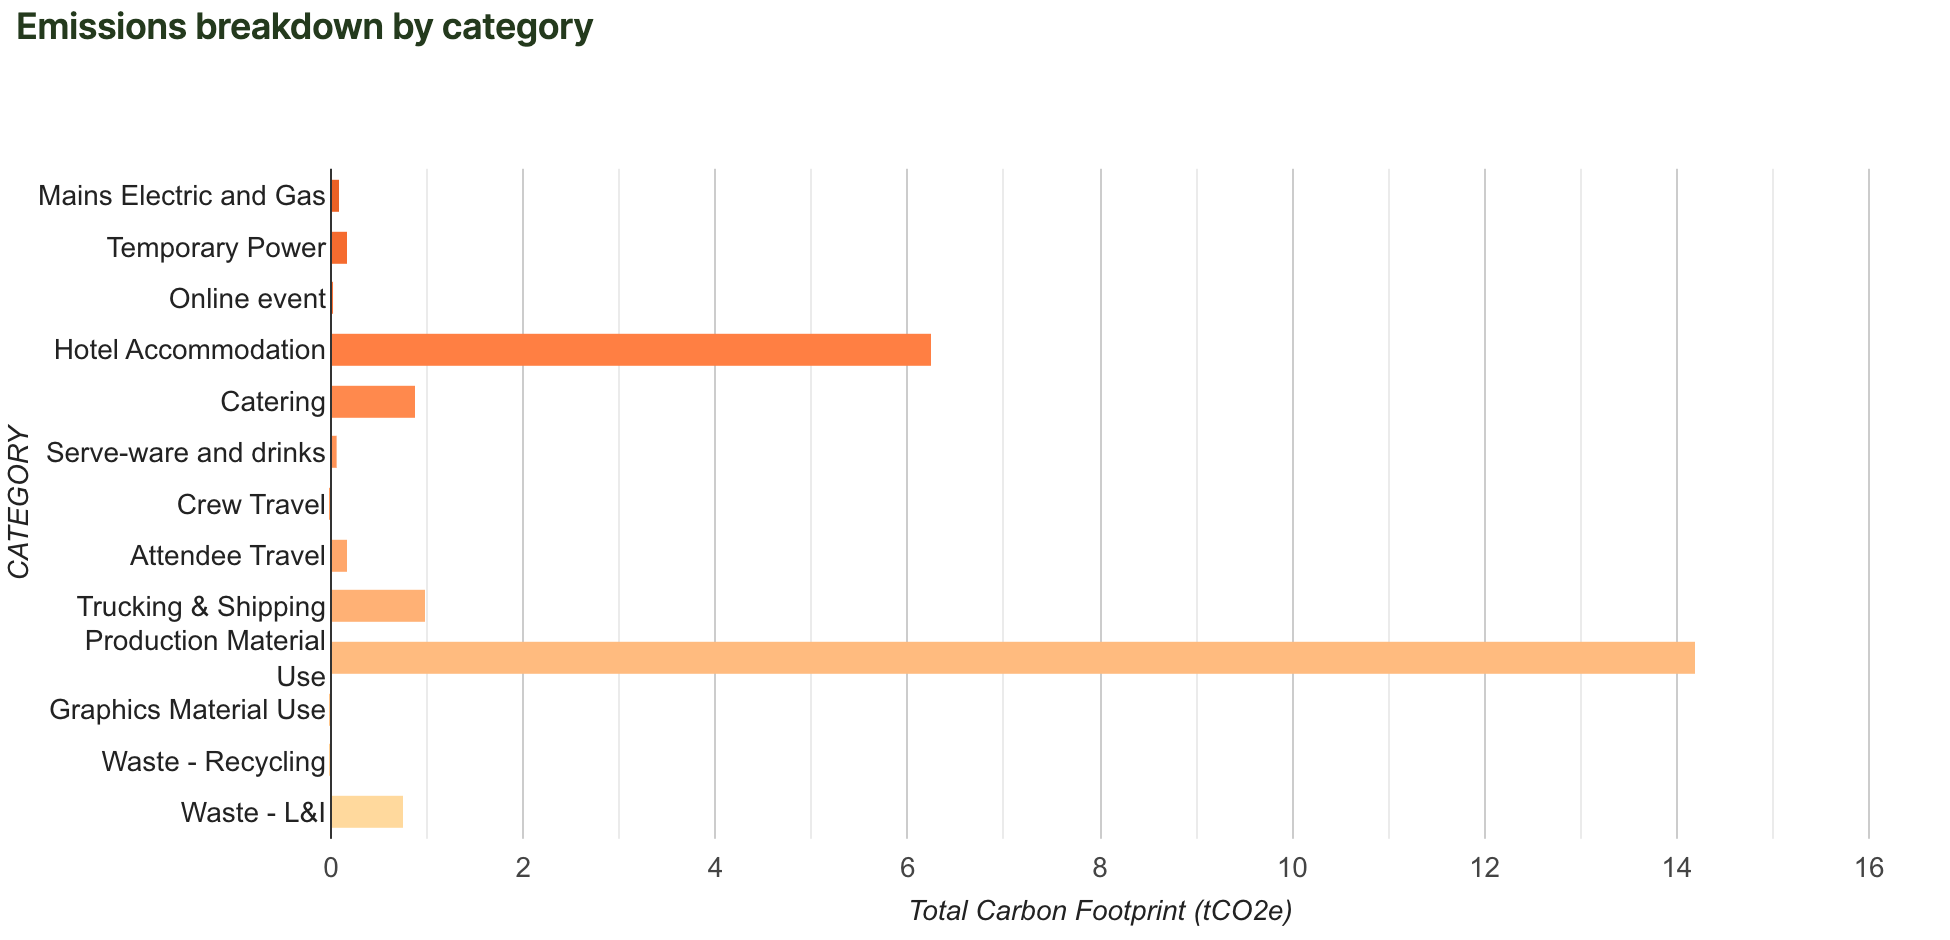 Emissions breakdown by category
CATEGORY
Mains Electric and Gas
Temporary Power
Online event
Hotel Accommodation
Catering
Serve-ware and drinks
Crew Travel
Attendee Travel
Trucking & Shipping
Production Material
Use
Graphics Material Use
Waste - Recycling
Waste - L&I
0 2 4 6 8 10 12 14 16
Total Carbon Footprint (tCO2e)